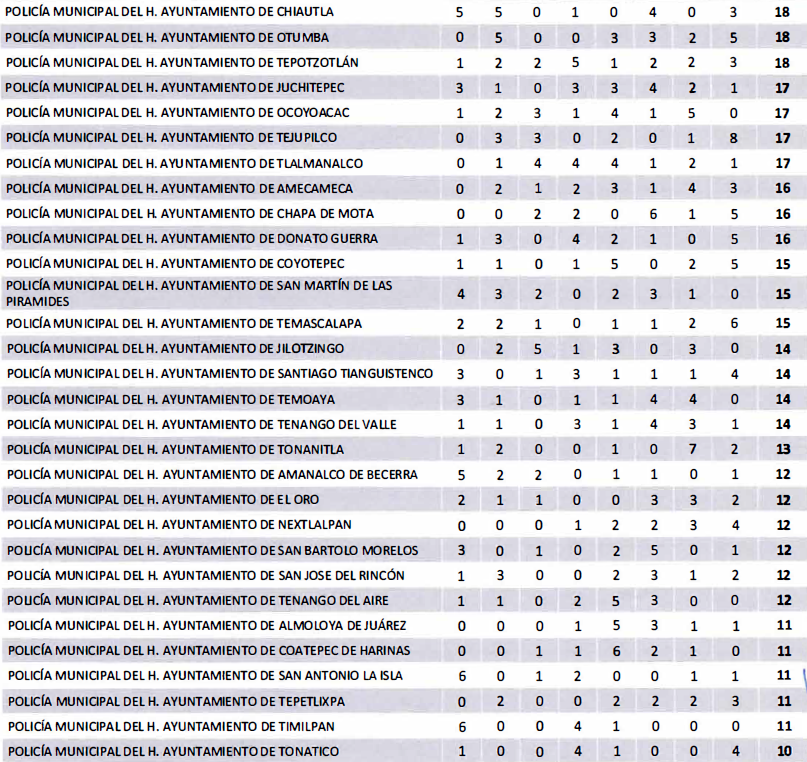 POLICÍA MUNICIPAL DEL H. AYUNTAMIENTO DE CHIAUTLA 5 5 0 1 0 4 0 3 18
POLICÍA MUNICIPAL DEL H. AYUNTAMIENTO DE OTUMBA 0 5 0 0 3 3 2 5 18
POLICÍA MUNICIPAL DEL H. AYUNTAMIENTO DE TEPOTZOTLÁN 1 2 2 5 1 2 2 3 18
POLICÍA MUNICIPAL DEL H. AYUNTAMIENTO DE JUCHITEPEC 3 1 0 3 3 4 2 1 17
POLICÍA MUNICIPAL DEL H. AYUNTAMIENTO DE OCOYOACAC 1 2 3 1 4 1 5 0 17
POLICÍA MUNICIPAL DEL H. AYUNTAMIENTO DE TEJUPILCO 0 3 3 0 2 0 1 8 17
POLICÍA MUNICIPAL DEL H. AYUNTAMIENTO DE TLALMANALCO 0 1 4 4 4 1 2 1 17
POLICÍA MUNICIPAL DEL H. AYUNTAMIENTO DE AMECAMECA 0 2 1 2 3 1 4 3 16
POLICÍA MUNICIPAL DEL H. AYUNTAMIENTO DE CHAPA DE MOTA 0 0 2 2 0 6 1 5 16
POLICÍA MUNICIPAL DEL H. AYUNTAMIENTO DE DONATO GUERRA 1 3 0 4 2 1 0 5 16
POLICÍA MUNICIPAL DEL H. AYUNTAMIENTO DE COYOTEPEC 1 1 0 1 5 0 2 5 15
POLICÍA MUNICIPAL DEL H. AYUNTAMIENTO DE SAN MARTÍN DE LAS
PIRAMIDES 4 3 2 0 2 3 1 0 15
POLICÍA MUNICIPAL DEL H. AYUNTAMIENTO DE TEMASCALAPA 2 2 1 0 1 1 2 6 15
POLICÍA MUNICIPAL DEL H. AYUNTAMIENTO DE JILOTZINGO 0 2 5 1 3 0 3 0 14
POLICÍA MUNICIPAL DEL H. AYUNTAMIENTO DE SANTIAGO TIANGUISTENCO 3 0 1 3 1 1 1 4 14
POLICÍA MUNICIPAL DEL H. AYUNTAMIENTO DE TEMOAYA 3 1 0 1 1 4 4 0 14
POLICÍA MUNICIPAL DEL H. AYUNTAMIENTO DE TENANGO DEL VALLE 1 1 0 3 1 4 3 1 14
POLICÍA MUNICIPAL DEL H. AYUNTAMIENTO DE TONANITLA 1 2 0 0 1 0 7 2 13
POLICÍA MUNICIPAL DEL H. AYUNTAMIENTO DE AMANALCO DE BECERRA 5 2 2 0 1 1 0 1 12
POLICÍA MUNICIPAL DEL H. AYUNTAMIENTO DE EL ORO 2 1 1 0 0 3 3 2 12
POLICÍA MUNICIPAL DEL H. AYUNTAMIENTO DE NEXTLALPAN 0 0 0 1 2 2 3 4 12
POLICÍA MUNICIPAL DEL H. AYUNTAMIENTO DE SAN BARTOLO MORELOS 3 0 1 0 2 5 0 1 12
POLICÍA MUNICIPAL DEL H. AYUNTAMIENTO DE SAN JOSE DEL RINCÓN 1 3 0 0 2 3 1 2 12
POLICÍA MUNICIPAL DEL H. AYUNTAMIENTO DE TENANGO DEL AIRE 1 1 0 2 5 3 0 0 12
POLICÍA MUNICIPAL DEL H. AYUNTAMIENTO DE ALMOLOYA DE JUÁREZ 0 0 0 1 5 3 1 1 11
POLICÍA MUNICIPAL DEL H. AYUNTAMIENTO DE COATEPEC DE HARINAS 0 0 1 1 6 2 1 0 11
POLICÍA MUNICIPAL DEL H. AYUNTAMIENTO DE SAN ANTONIO LA ISLA 6 0 1 2 0 0 1 1 11
POLICÍA MUNICIPAL DEL H. AYUNTAMIENTO DE TEPETLIXPA 0 2 0 0 2 2 2 3 11
POLICÍA MUNICIPAL DEL H. AYUNTAMIENTO DE TIMILPAN 6 0 0 4 1 0 0 0 11
POLICÍA MUNICIPAL DEL H. AYUNTAMIENTO DE TONATICO 1 0 0 4 1 0 0 4 10